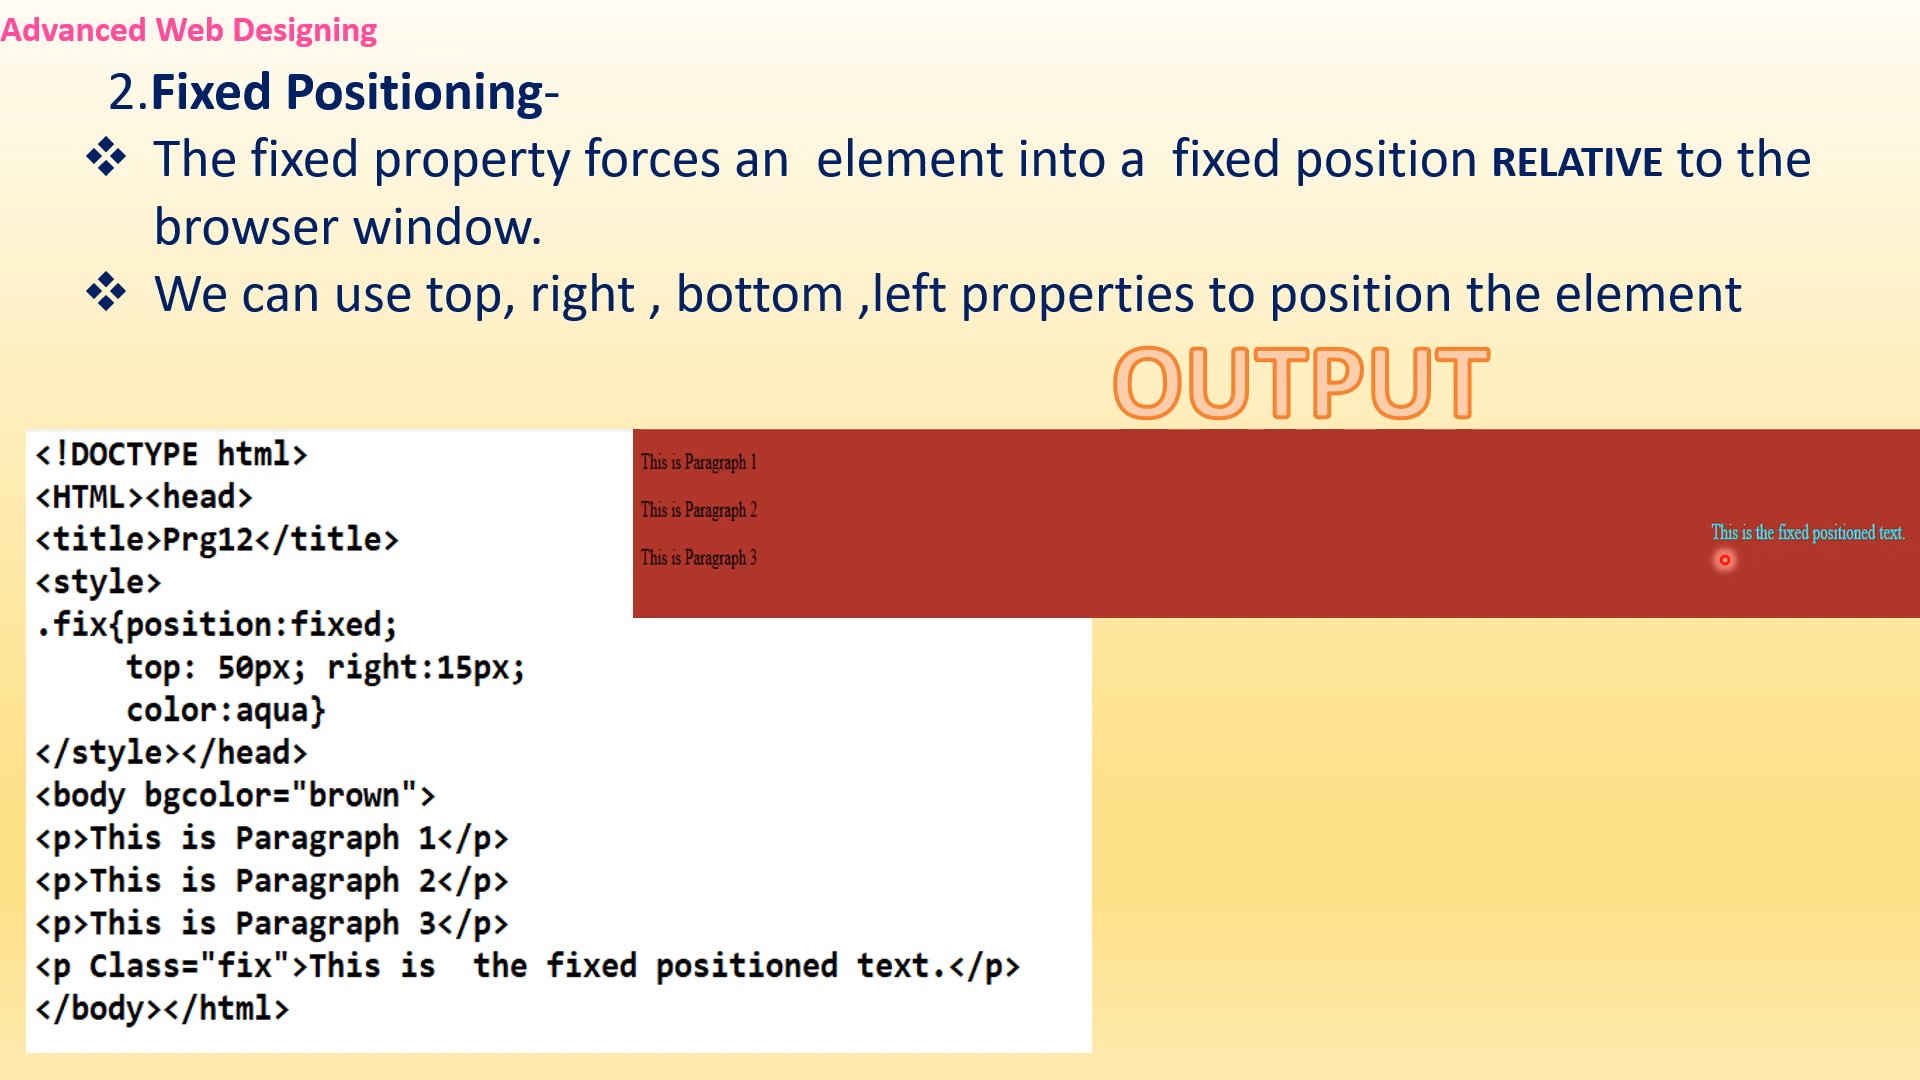 Advanced Web Designing
2.Fixed Positioning-
❖ The fixed property forces an  element into a  fixed position RELATIVE to the
browser window.
❖ We can use top, right , bottom ,left properties to position the element
OUTPUT
<!DOCTYPE html>
<HTML><head>
<title>Prg12</title>
<style>
.fix{position:fixed;
     top: 50px; right:15px;
     color:aqua}
</style></head>
<body bgcolor="brown">
<p>This is Paragraph 1</p>
<p>This is Paragraph 2</p>
<p>This is Paragraph 3</p>
<p Class="fix">This is  the fixed positioned text.</p>
</body></html>
This is Paragraph 1
This is Paragraph 2
This is the fixed positioned text.
This is Paragraph 3